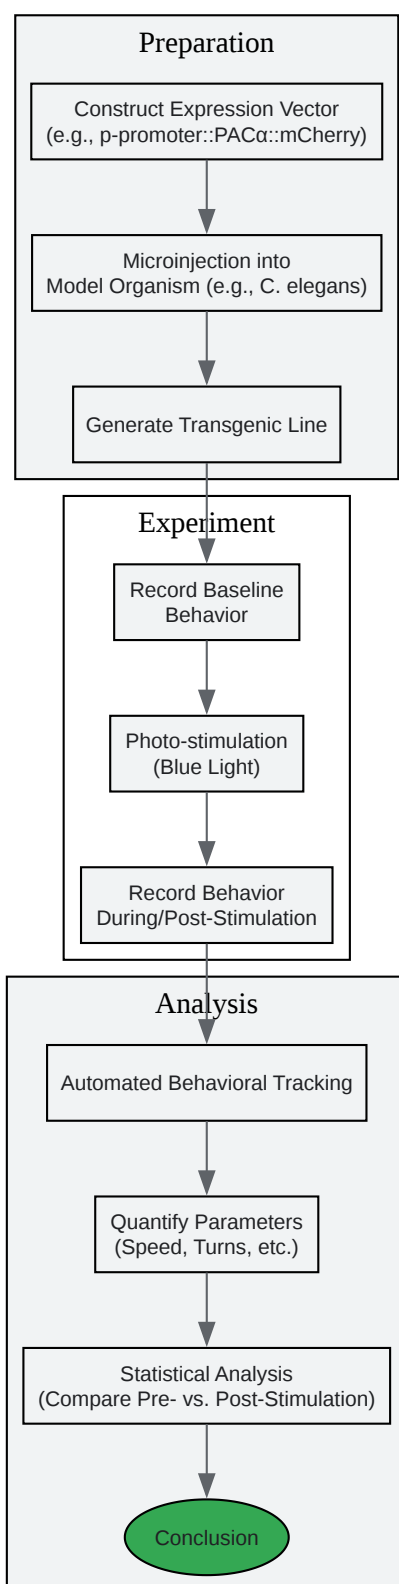 Preparation
Construct Expression Vector
(e.g., p-promoter::PACα::mCherry)
Microinjection into
Model Organism (e.g., C. elegans)
Generate Transgenic Line
Experiment
Record Baseline
Behavior
Photo-stimulation
(Blue Light)
Record Behavior
During/Post-Stimulation
Analysis
Automated Behavioral Tracking
Quantify Parameters
(Speed, Turns, etc.)
Statistical Analysis
(Compare Pre- vs. Post-Stimulation)
Conclusion